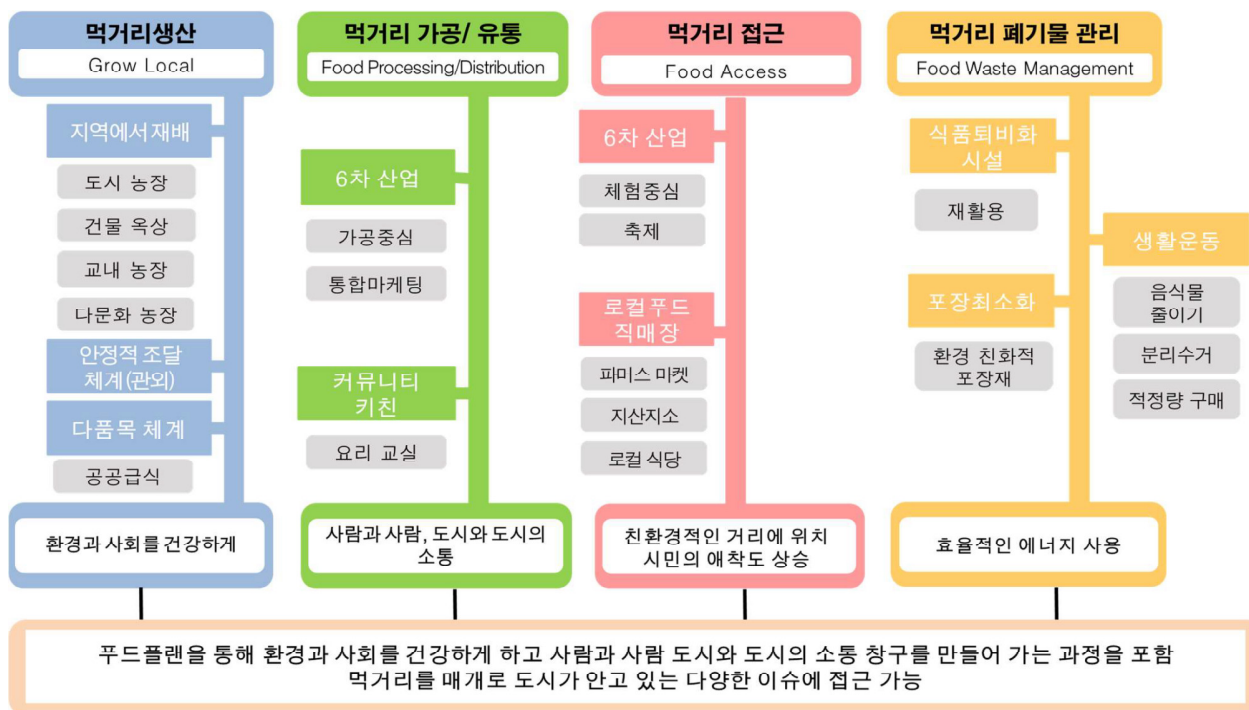 먹거리생산
Grow Local
지역에서재배
도시 농장
건물 옥상
교내 농장
나문화 농장
안정적 조달
체계(관외)
다품목 체계
공공급식
환경과 사회를 건강하게
먹거리 가공/ 유통
Food Processing/Distribution
6차 산업
가공중심
통합마케팅
커뮤니티
키친
요리 교실
사람과 사람, 도시와 도시의
소통
먹거리 접근
Food Access
6차 산업
체험중심
축제
로컬푸드
직매장
파미스 미켓
지산지소
로컬 식당
친환경적인 거리에 위치
시민의 애착도 상승
먹거리 폐기물 관리
Food Waste Management
식품퇴비화
시설
재활용
생활운동
음식물
줄이기
분리수거
적정량 구매
포장최소화
환경 친화적
포장재
효율적인 에너지 사용
푸드플랜을 통해 환경과 사회를 건강하게 하고 사람과 사람 도시와 도시의 소통 창구를 만들어 가는 과정을 포함
먹거리를 매개로 도시가 안고 있는 다양한 이슈에 접근 가능